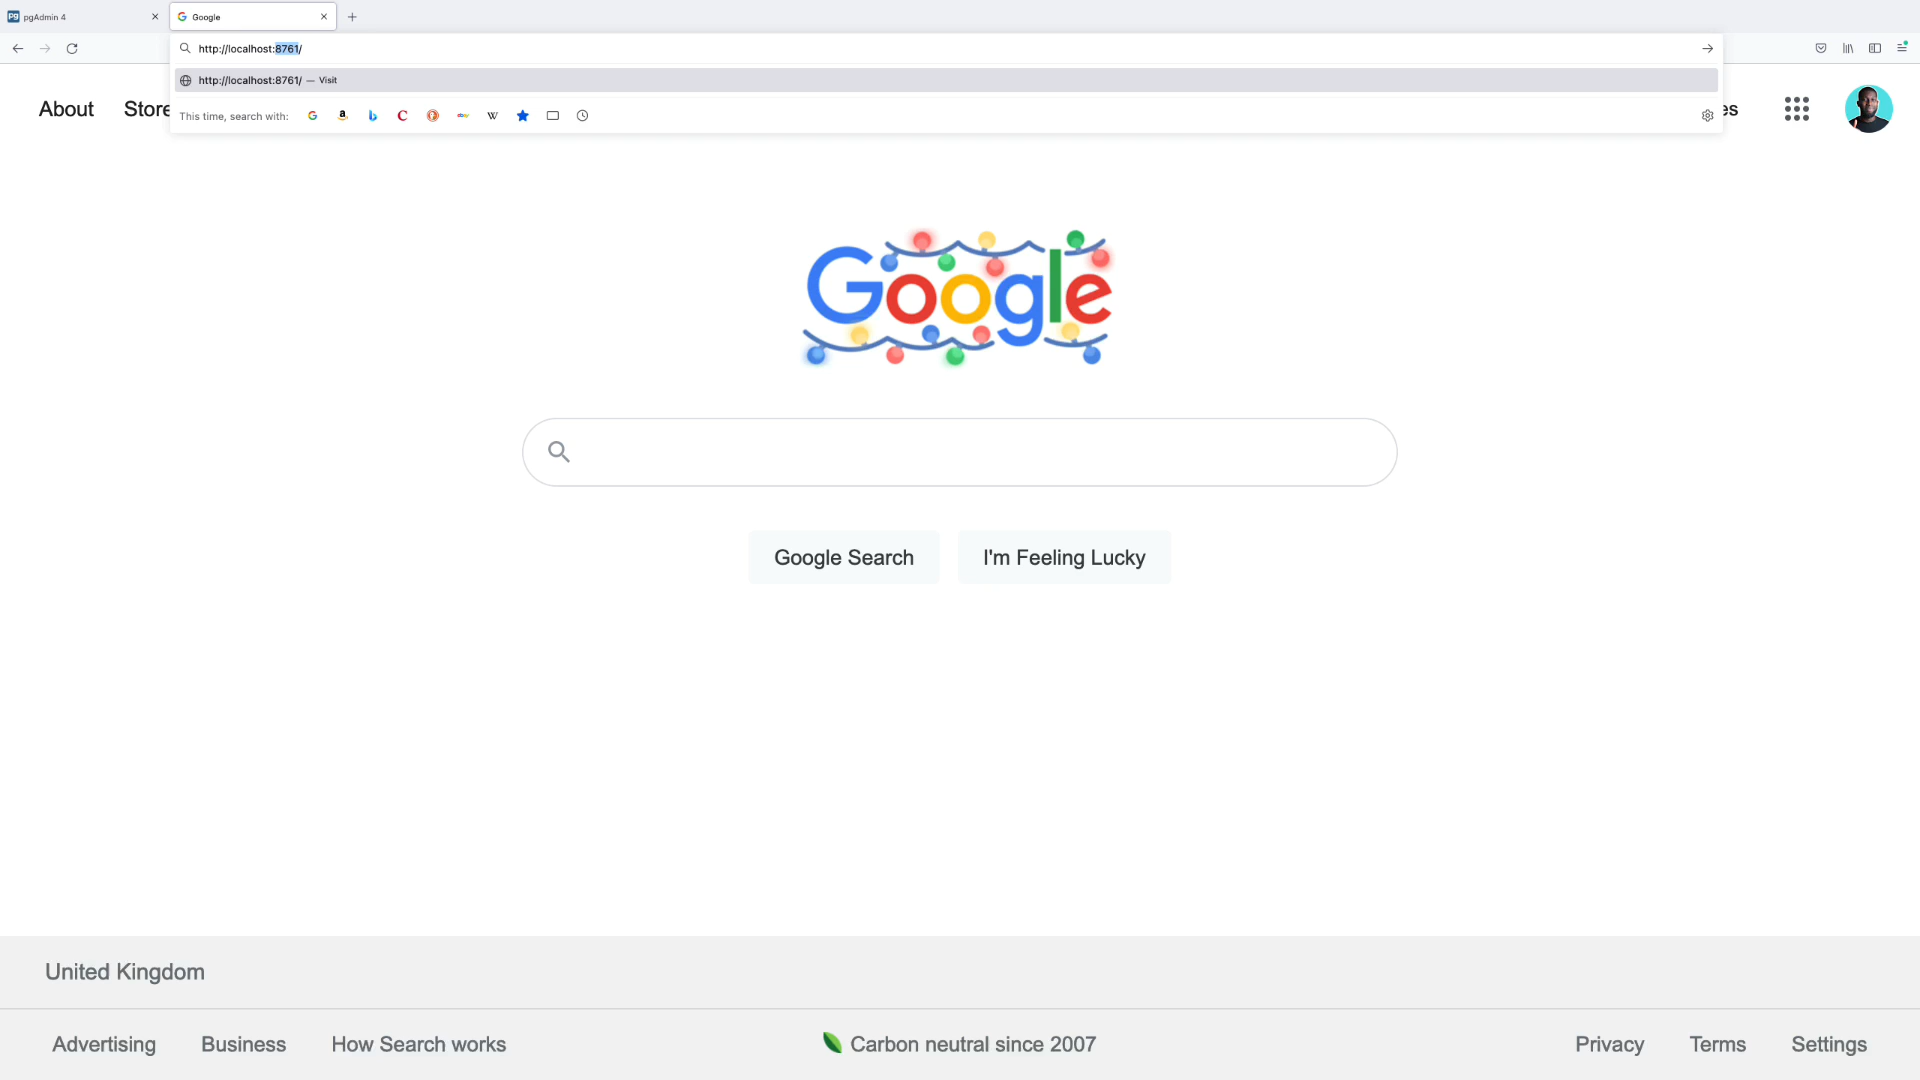 pgAdmin 4
Google
http://localhost:8761/
http://localhost:8761/ — Visit
This time, search with:
About
Store
es
Google
Google Search
I'm Feeling Lucky
United Kingdom
Advertising
Business
How Search works
Carbon neutral since 2007
Privacy
Terms
Settings